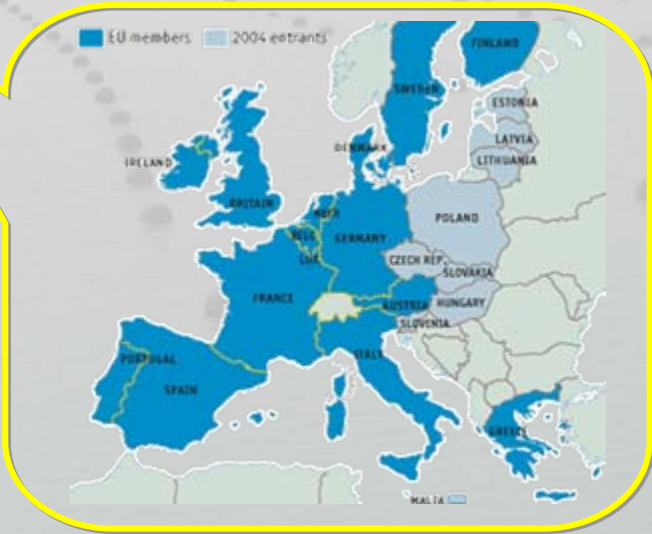 EU members
2004 entrants
FINLAND
SWEDEN
ESTONIA
LATVIA
LITHUANIA
DENMARK
IRELAND
BRITAIN
NETH
BELG
LUX
GERMANY
POLAND
CZECH REP.
SLOVAKIA
FRANCE
AUSTRIA
HUNGARY
SLOVENIA
ITALY
PORTUGAL
SPAIN
GREECE
MALTA